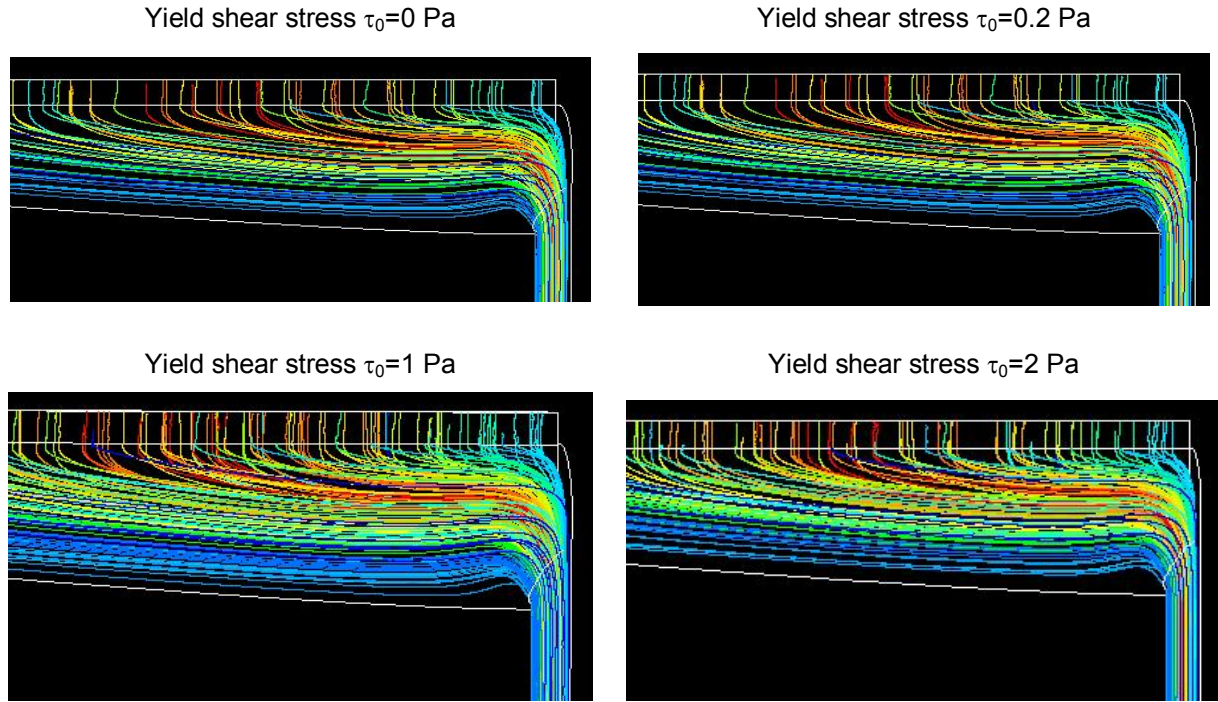 Yield shear stress τ₀=0 Pa
Yield shear stress τ₀=0.2 Pa
Yield shear stress τ₀=1 Pa
Yield shear stress τ₀=2 Pa